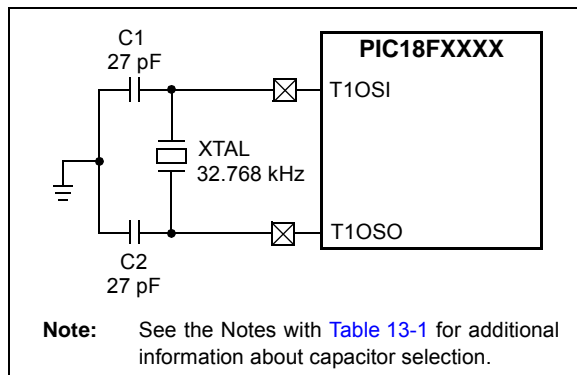 C1
27 pF
PIC18FXXXX
T1OSI
XTAL
32.768 kHz
T1OSO
C2
27 pF
Note: See the Notes with Table 13-1 for additional
information about capacitor selection.